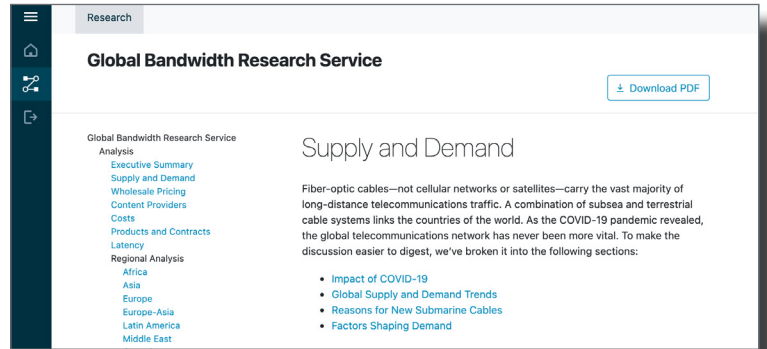 Research
Global Bandwidth Research Service
Download PDF
Global Bandwidth Research Service
Analysis
Executive Summary
Supply and Demand
Wholesale Pricing
Content Providers
Costs
Products and Contracts
Latency
Regional Analysis
Africa
Asia
Europe
Europe-Asia
Latin America
Middle East
Supply and Demand
Fiber-optic cables—not cellular networks or satellites—carry the vast majority of
long-distance telecommunications traffic. A combination of subsea and terrestrial
cable systems links the countries of the world. As the COVID-19 pandemic revealed,
the global telecommunications network has never been more vital. To make the
discussion easier to digest, we’ve broken it into the following sections:
• Impact of COVID-19
• Global Supply and Demand Trends
• Reasons for New Submarine Cables
• Factors Shaping Demand